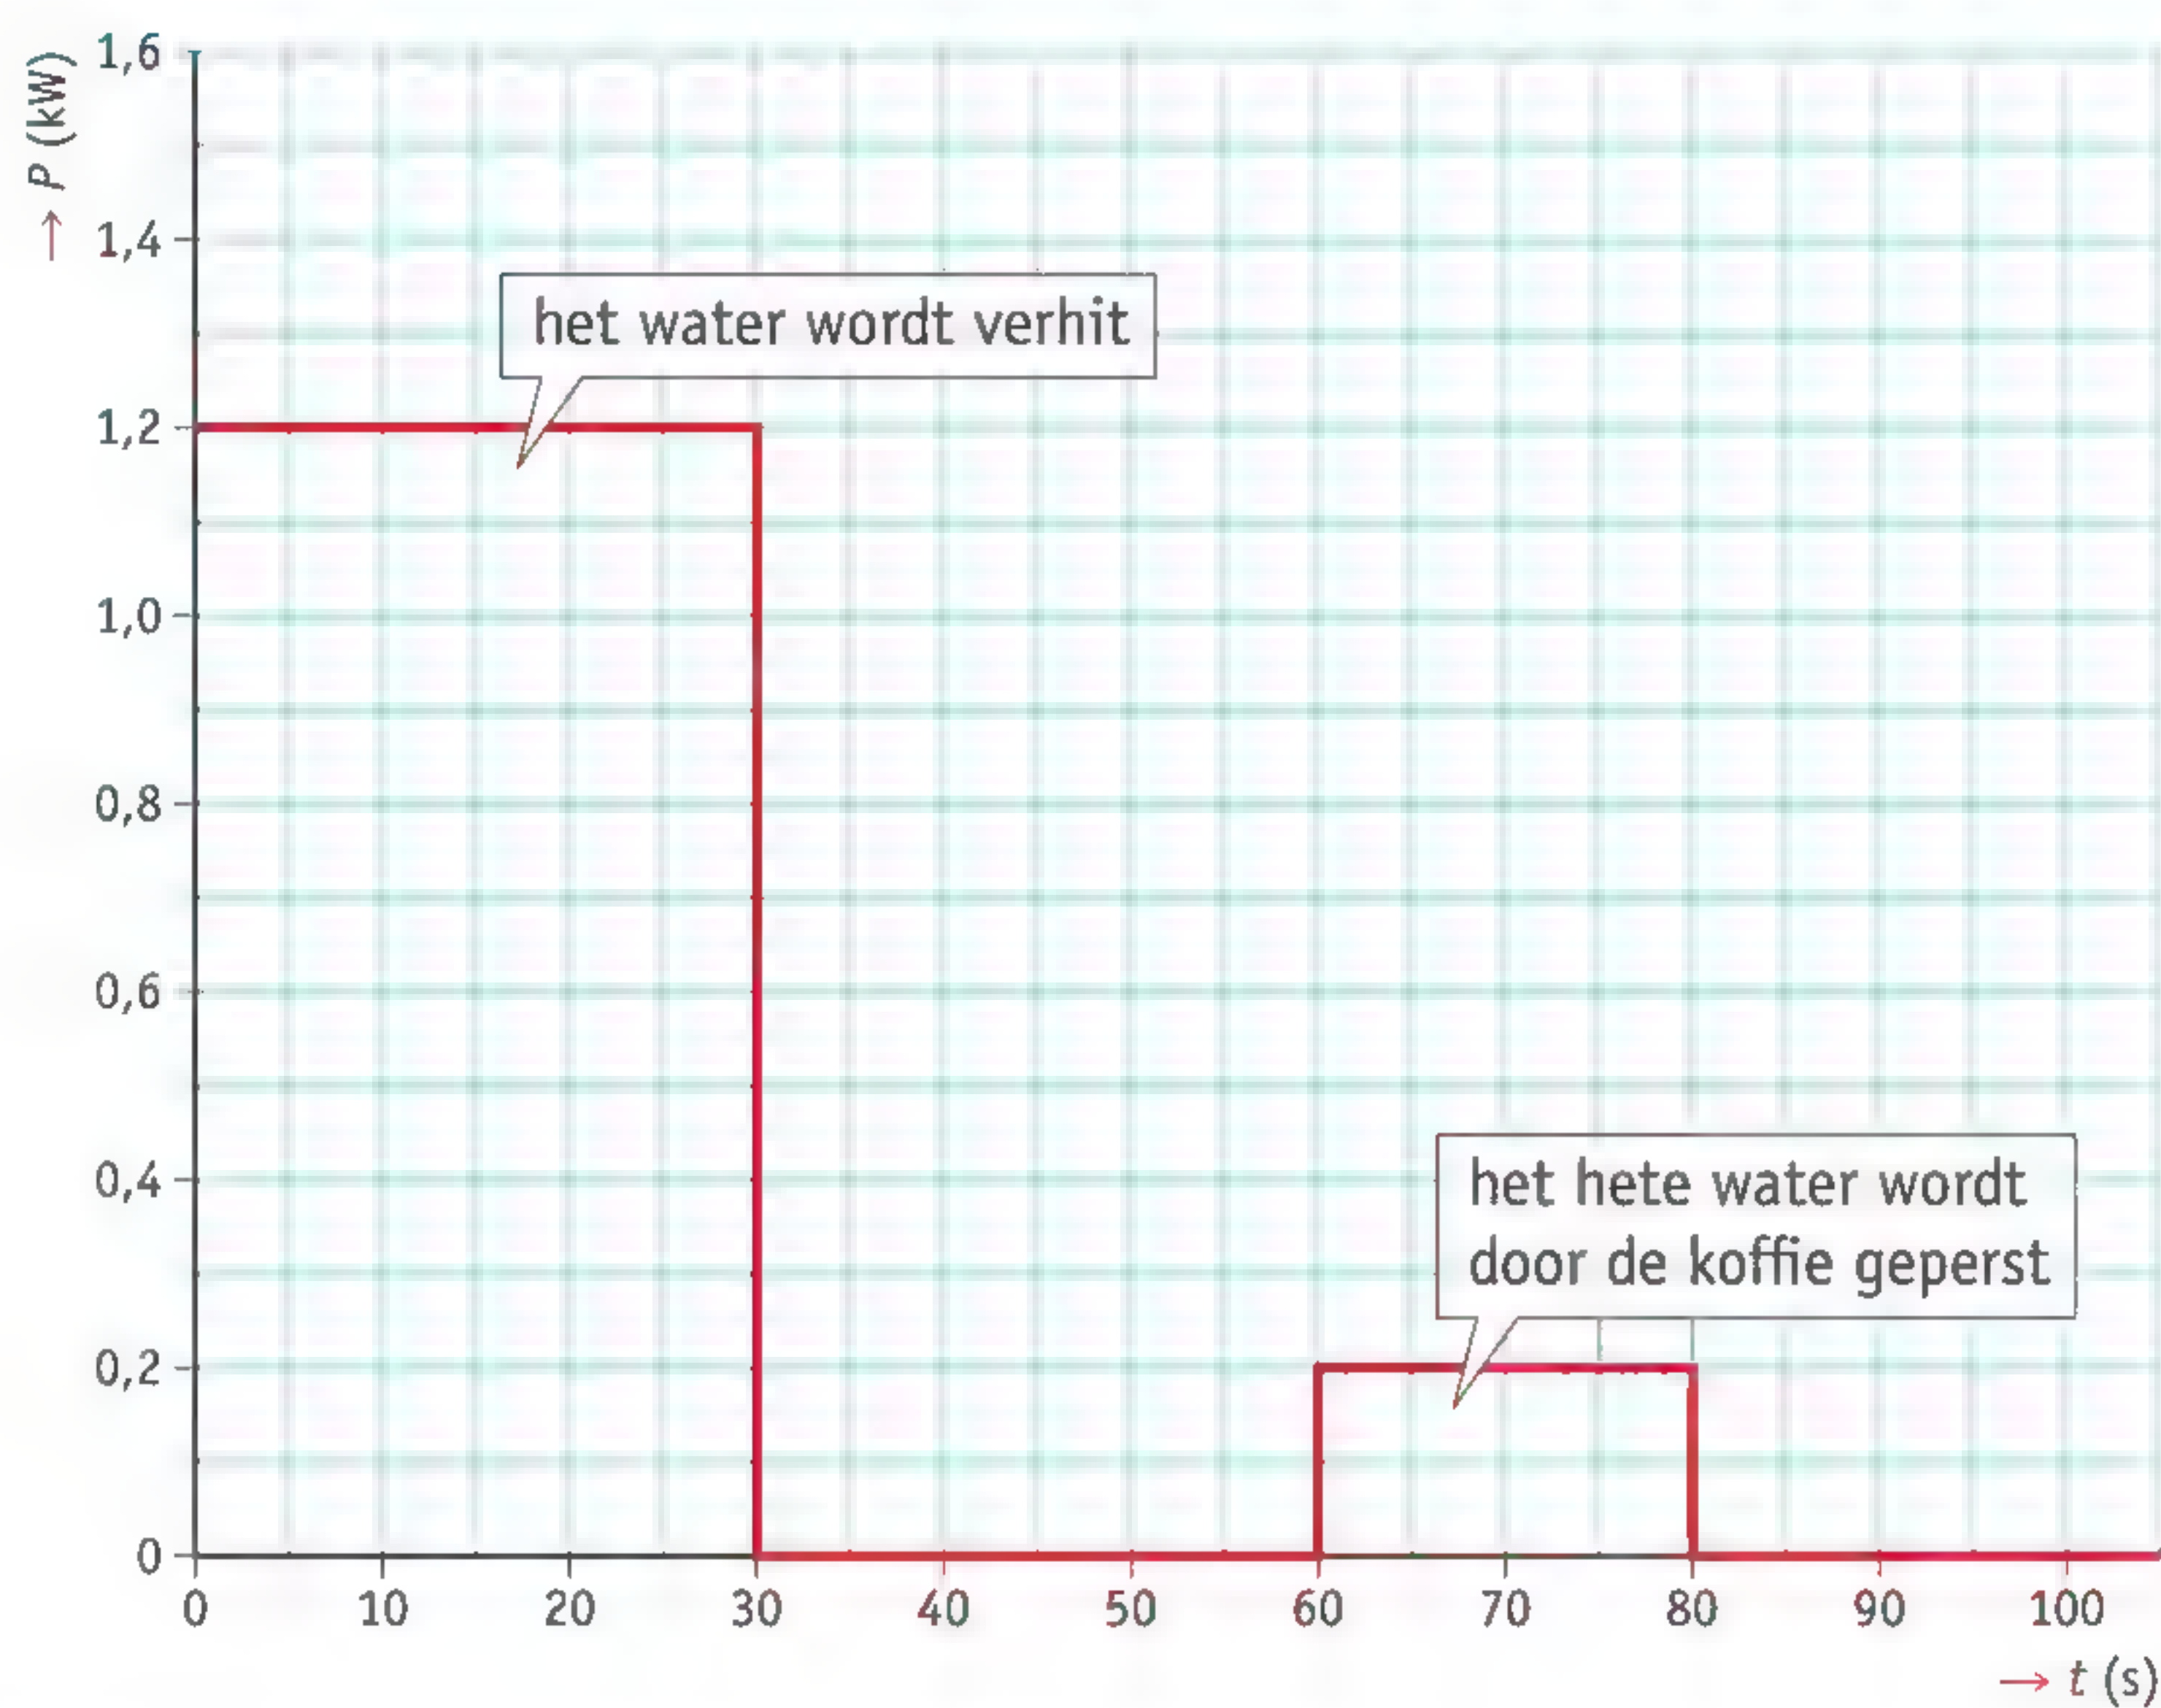 → P (kW)
1,6
1,4
1,2
1,0
0,8
0,6
0,4
0,2
0
het water wordt verhit
het hete water wordt
door de koffie geperst
0 10 20 30 40 50 60 70 80 90 100
→ t (s)